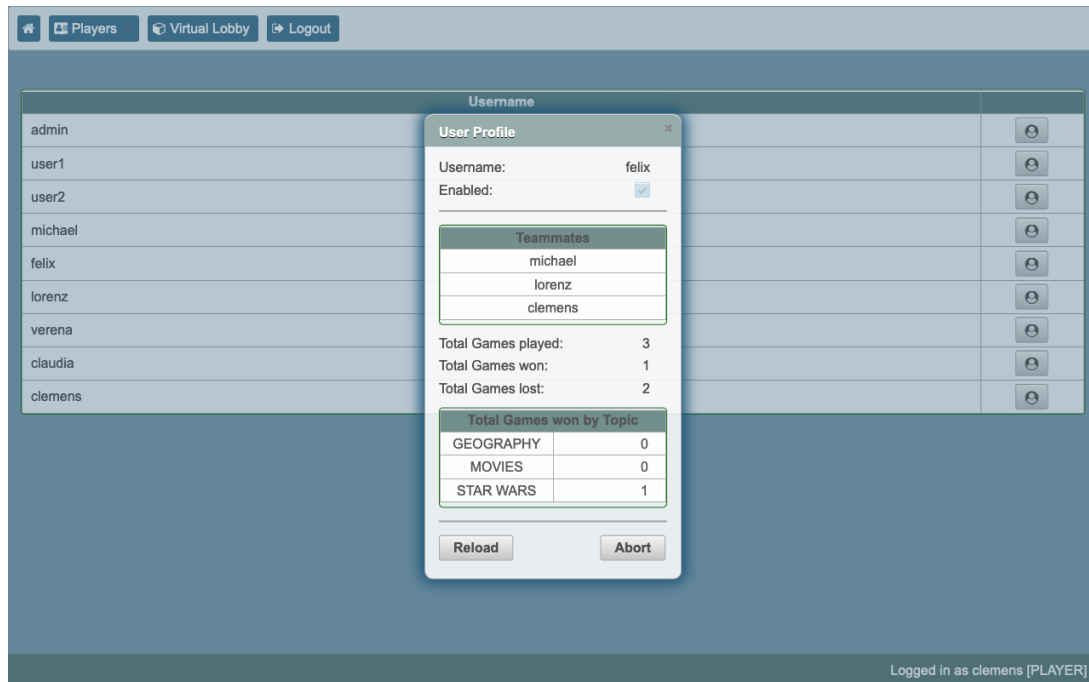 Players Virtual Lobby Logout
Username
admin
user1
user2
michael
felix
lorenz
verena
claudia
clemens
User Profile
Username: felix
Enabled:
Teammates
michael
lorenz
clemens
Total Games played: 3
Total Games won: 1
Total Games lost: 2
Total Games won by Topic
GEOGRAPHY 0
MOVIES 0
STAR WARS 1
Reload Abort
Logged in as clemens [PLAYER]